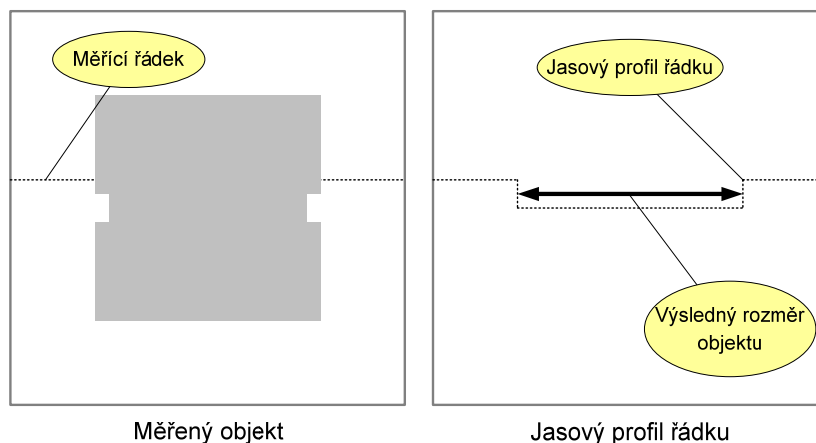 Měřící řádek
Jasový profil řádku
Výsledný rozměr
objektu
Měřený objekt
Jasový profil řádku